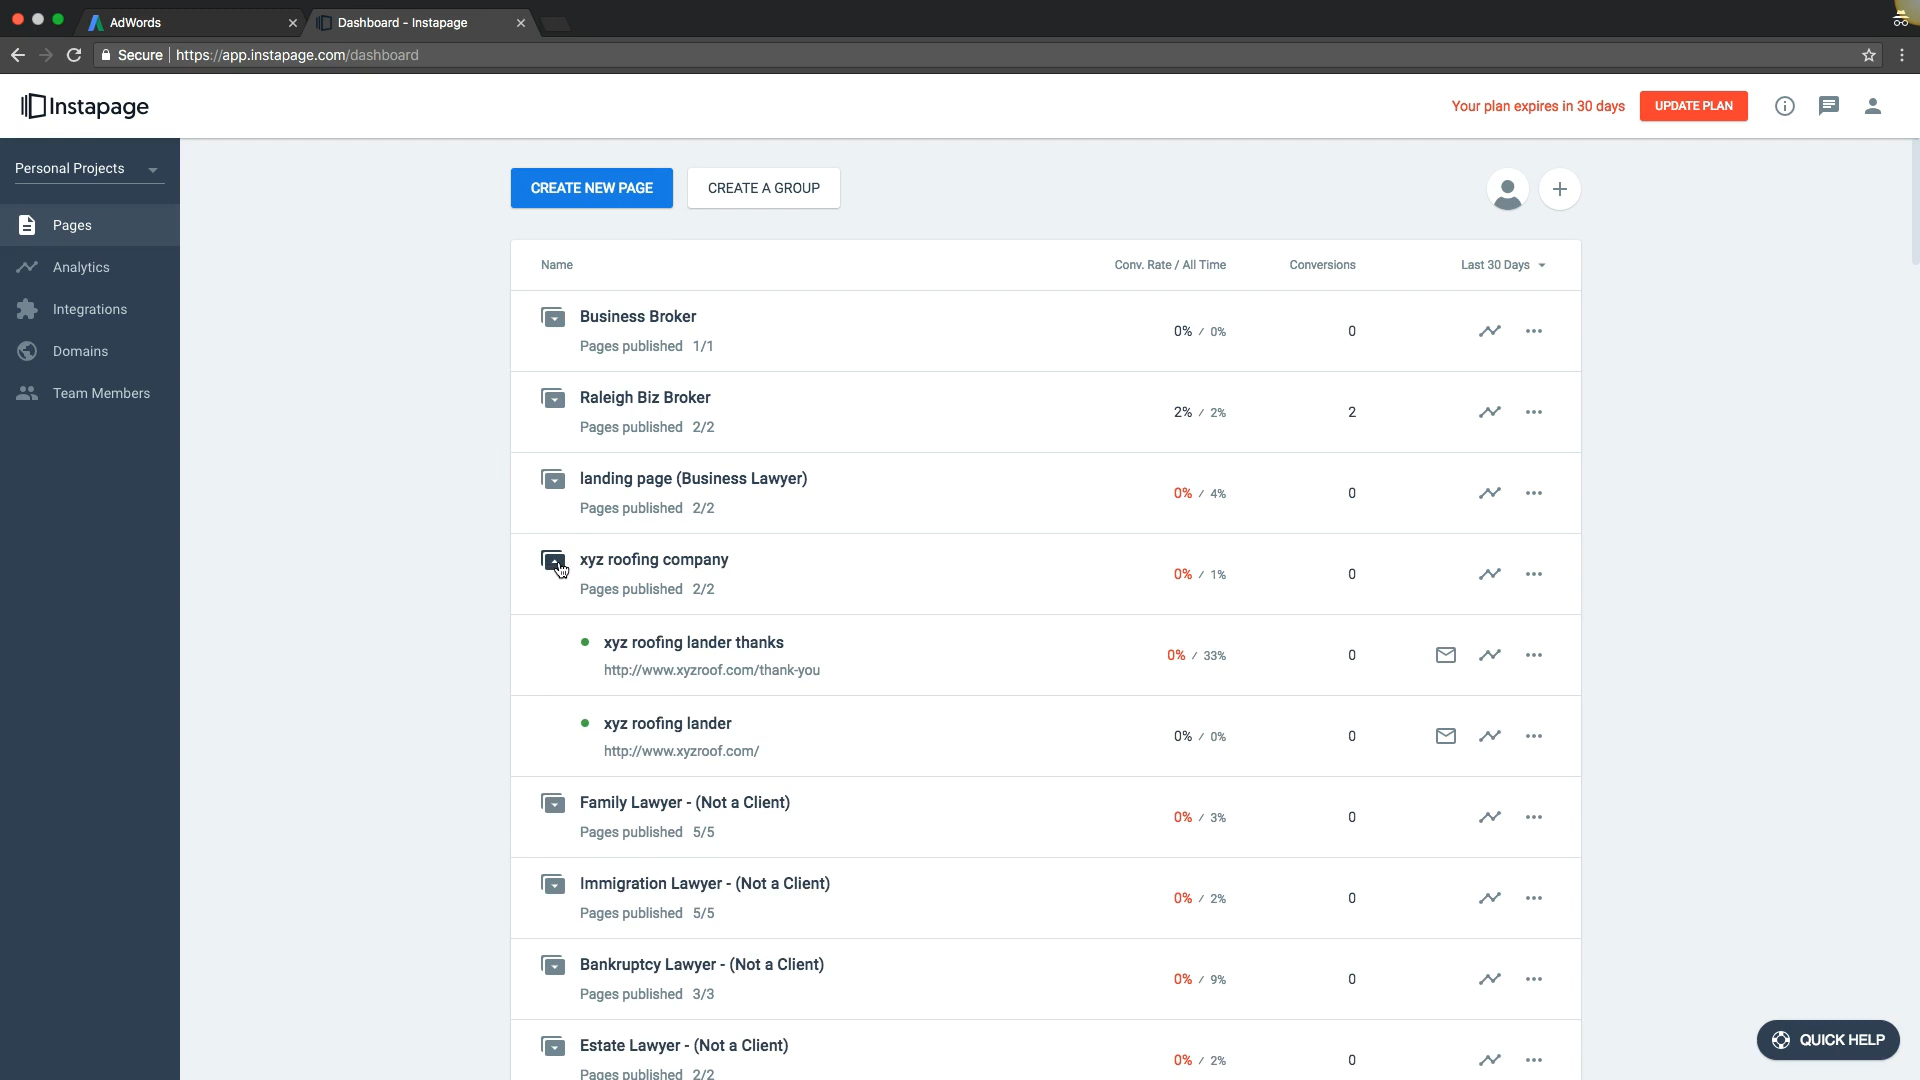 AdWords
Dashboard - Instapage
Secure https://app.instapage.com/dashboard
Instapage
Your plan expires in 30 days
UPDATE PLAN
Personal Projects
Pages
Analytics
Integrations
Domains
Team Members
CREATE NEW PAGE
CREATE A GROUP
Name Conv. Rate / All Time Conversions Last 30 Days
Business Broker
Pages published 1/1
0% / 0% 0
Raleigh Biz Broker
Pages published 2/2
2% / 2% 2
landing page (Business Lawyer)
Pages published 2/2
0% / 4% 0
xyz roofing company
Pages published 2/2
0% / 1% 0
xyz roofing lander thanks
http://www.xyzroof.com/thank-you
0% / 33% 0
xyz roofing lander
http://www.xyzroof.com/
0% / 0% 0
Family Lawyer - (Not a Client)
Pages published 5/5
0% / 3% 0
Immigration Lawyer - (Not a Client)
Pages published 5/5
0% / 2% 0
Bankruptcy Lawyer - (Not a Client)
Pages published 3/3
0% / 9% 0
Estate Lawyer - (Not a Client)
Pages published 2/2
0% / 2% 0
QUICK HELP